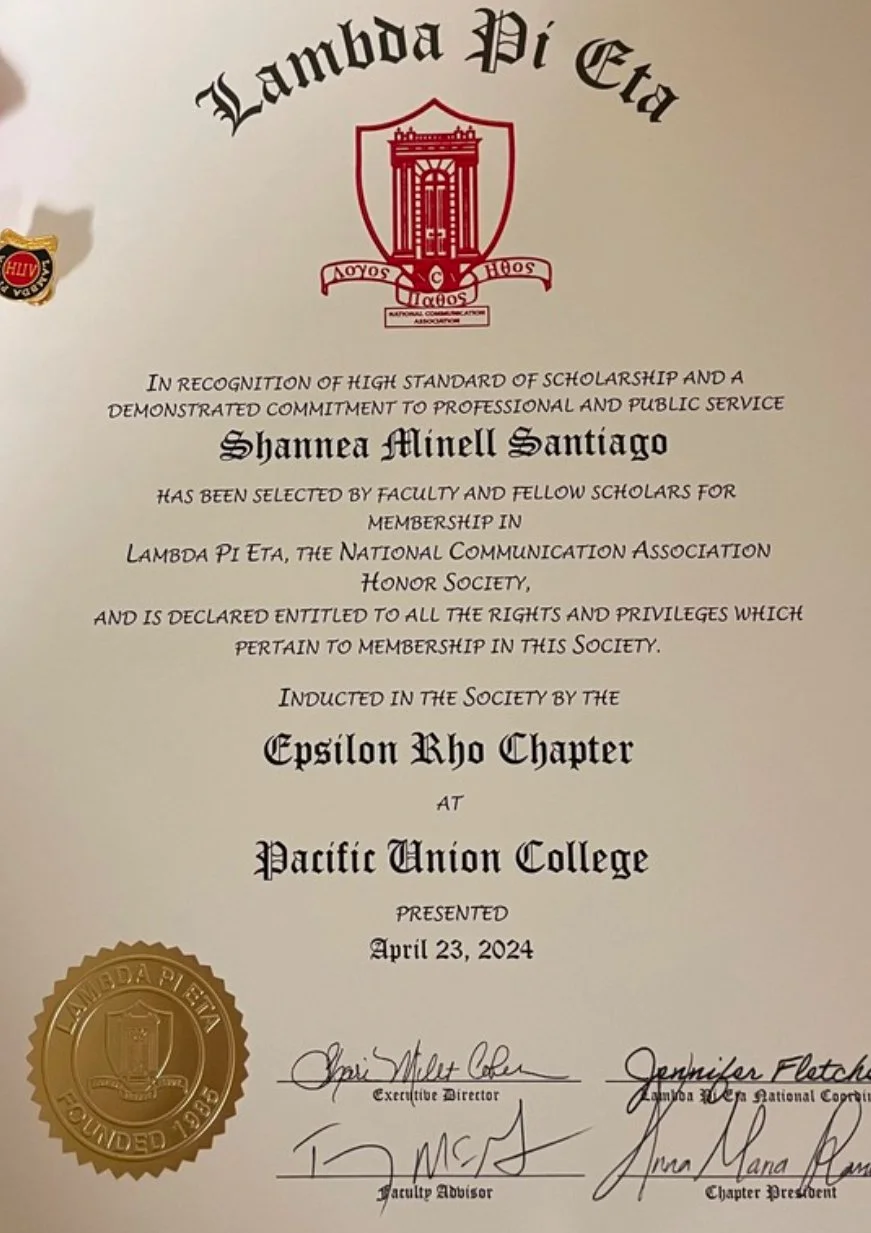 Lambda Pi Eta
Λογος
Ηθος
Παθος
NATIONAL COMMUNICATION
ASSOCIATION
LAMBDA PI
IN RECOGNITION OF HIGH STANDARD OF SCHOLARSHIP AND A
DEMONSTRATED COMMITMENT TO PROFESSIONAL AND PUBLIC SERVICE
Shannea Minell Santiago
HAS BEEN SELECTED BY FACULTY AND FELLOW SCHOLARS FOR
MEMBERSHIP IN
LAMBDA PI ETA, THE NATIONAL COMMUNICATION ASSOCIATION
HONOR SOCIETY,
AND IS DECLARED ENTITLED TO ALL THE RIGHTS AND PRIVILEGES WHICH
PERTAIN TO MEMBERSHIP IN THIS SOCIETY.
INDUCTED IN THE SOCIETY BY THE
Epsilon Rho Chapter
AT
Pacific Union College
PRESENTED
April 23, 2024
LAMBDA PI ETA
FOUNDED 1985
Jennifer Fletche
Executive Director
Lambda Pi Eta National Coordin
Anna
Faculty Advisor
Chapter President